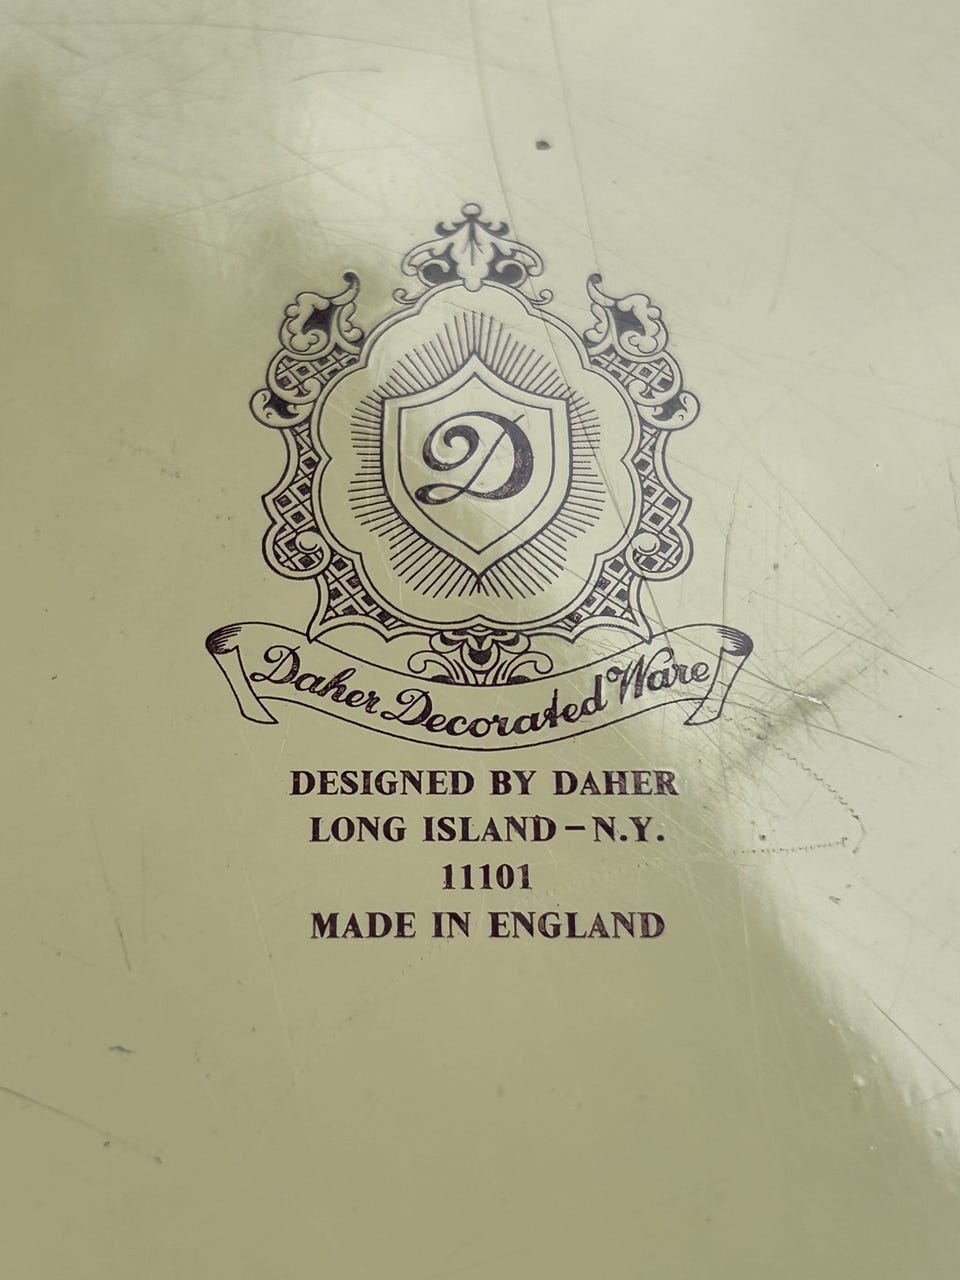 D
Daher Decorated Ware
DESIGNED BY DAHER
LONG ISLAND – N.Y.
11101
MADE IN ENGLAND